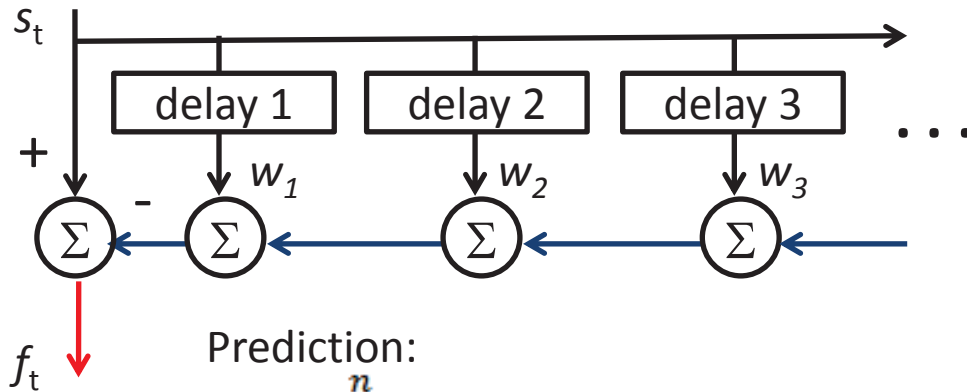 s_t
delay 1 delay 2 delay 3
. . .
+ w_1 w_2 w_3
-
Σ Σ Σ Σ
f_t
Prediction:
n